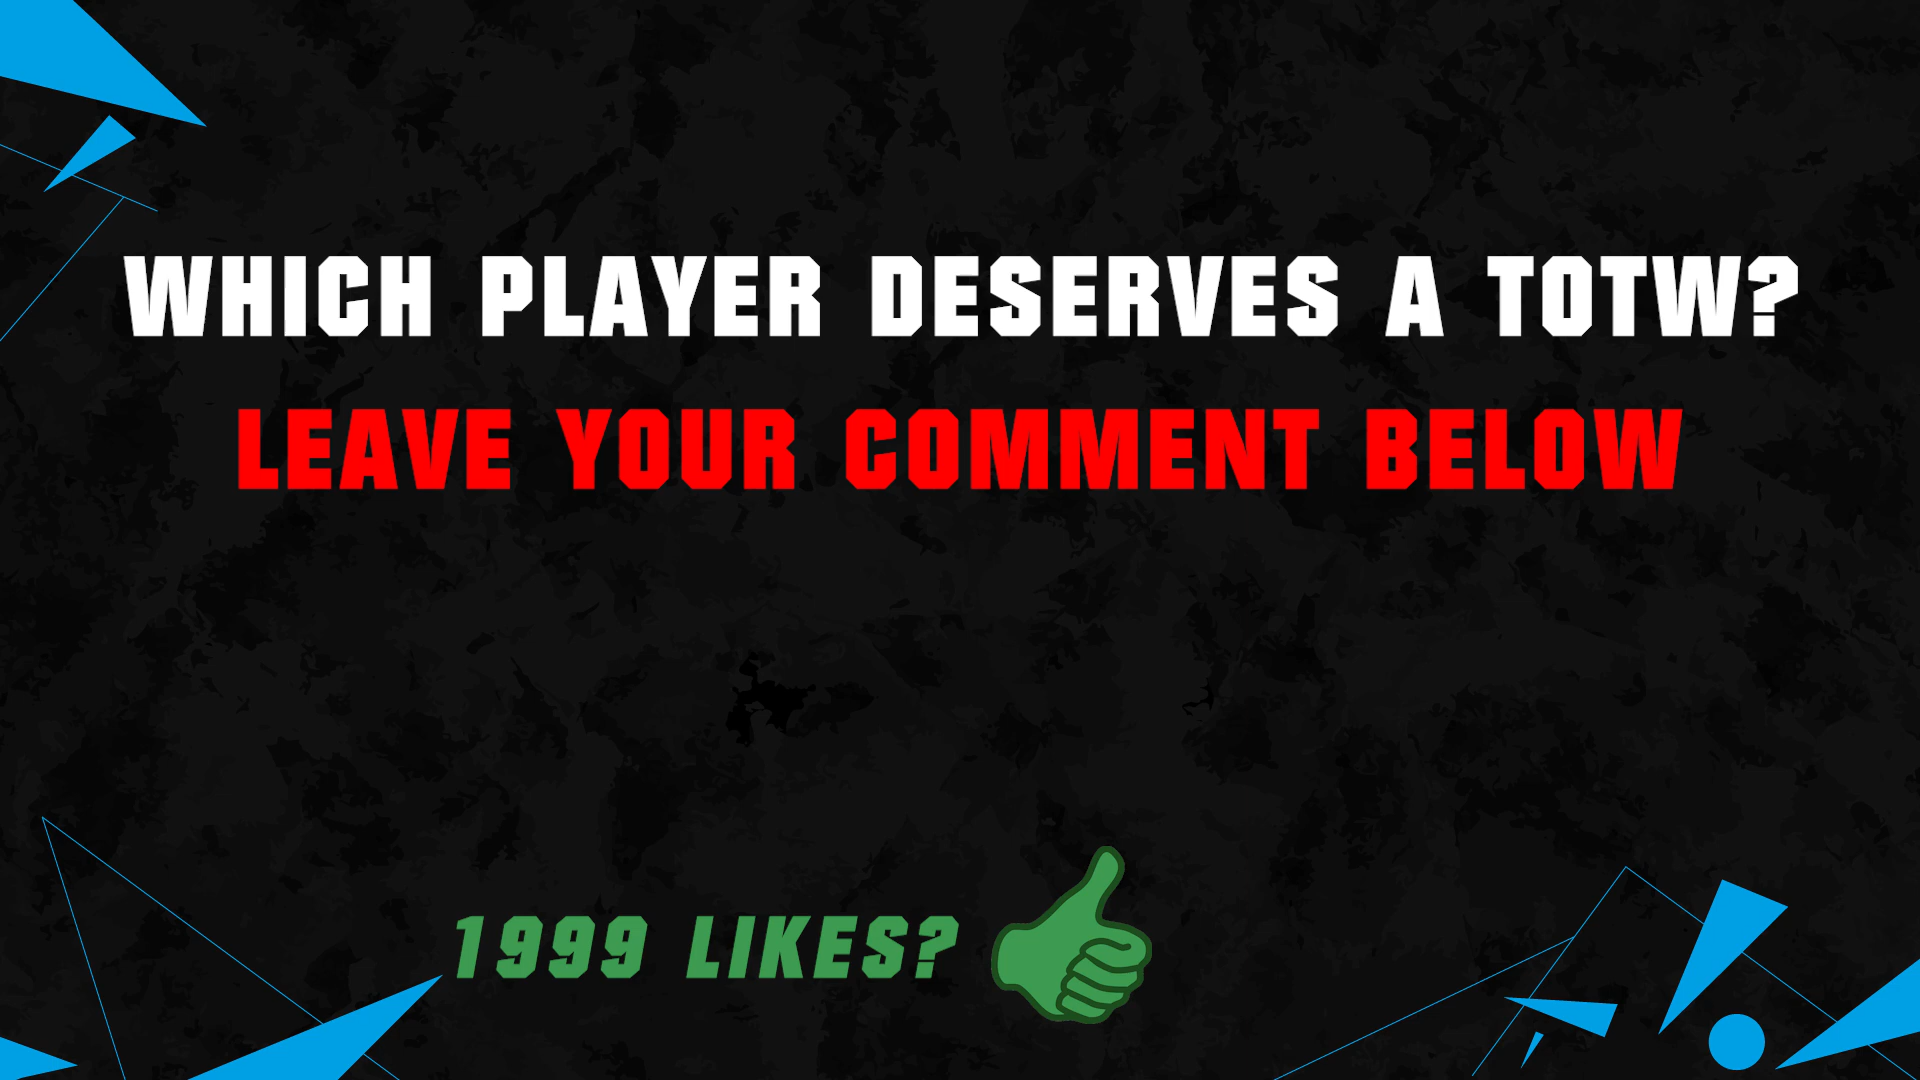 WHICH PLAYER DESERVES A TOTW?
LEAVE YOUR COMMENT BELOW
1999 LIKES?